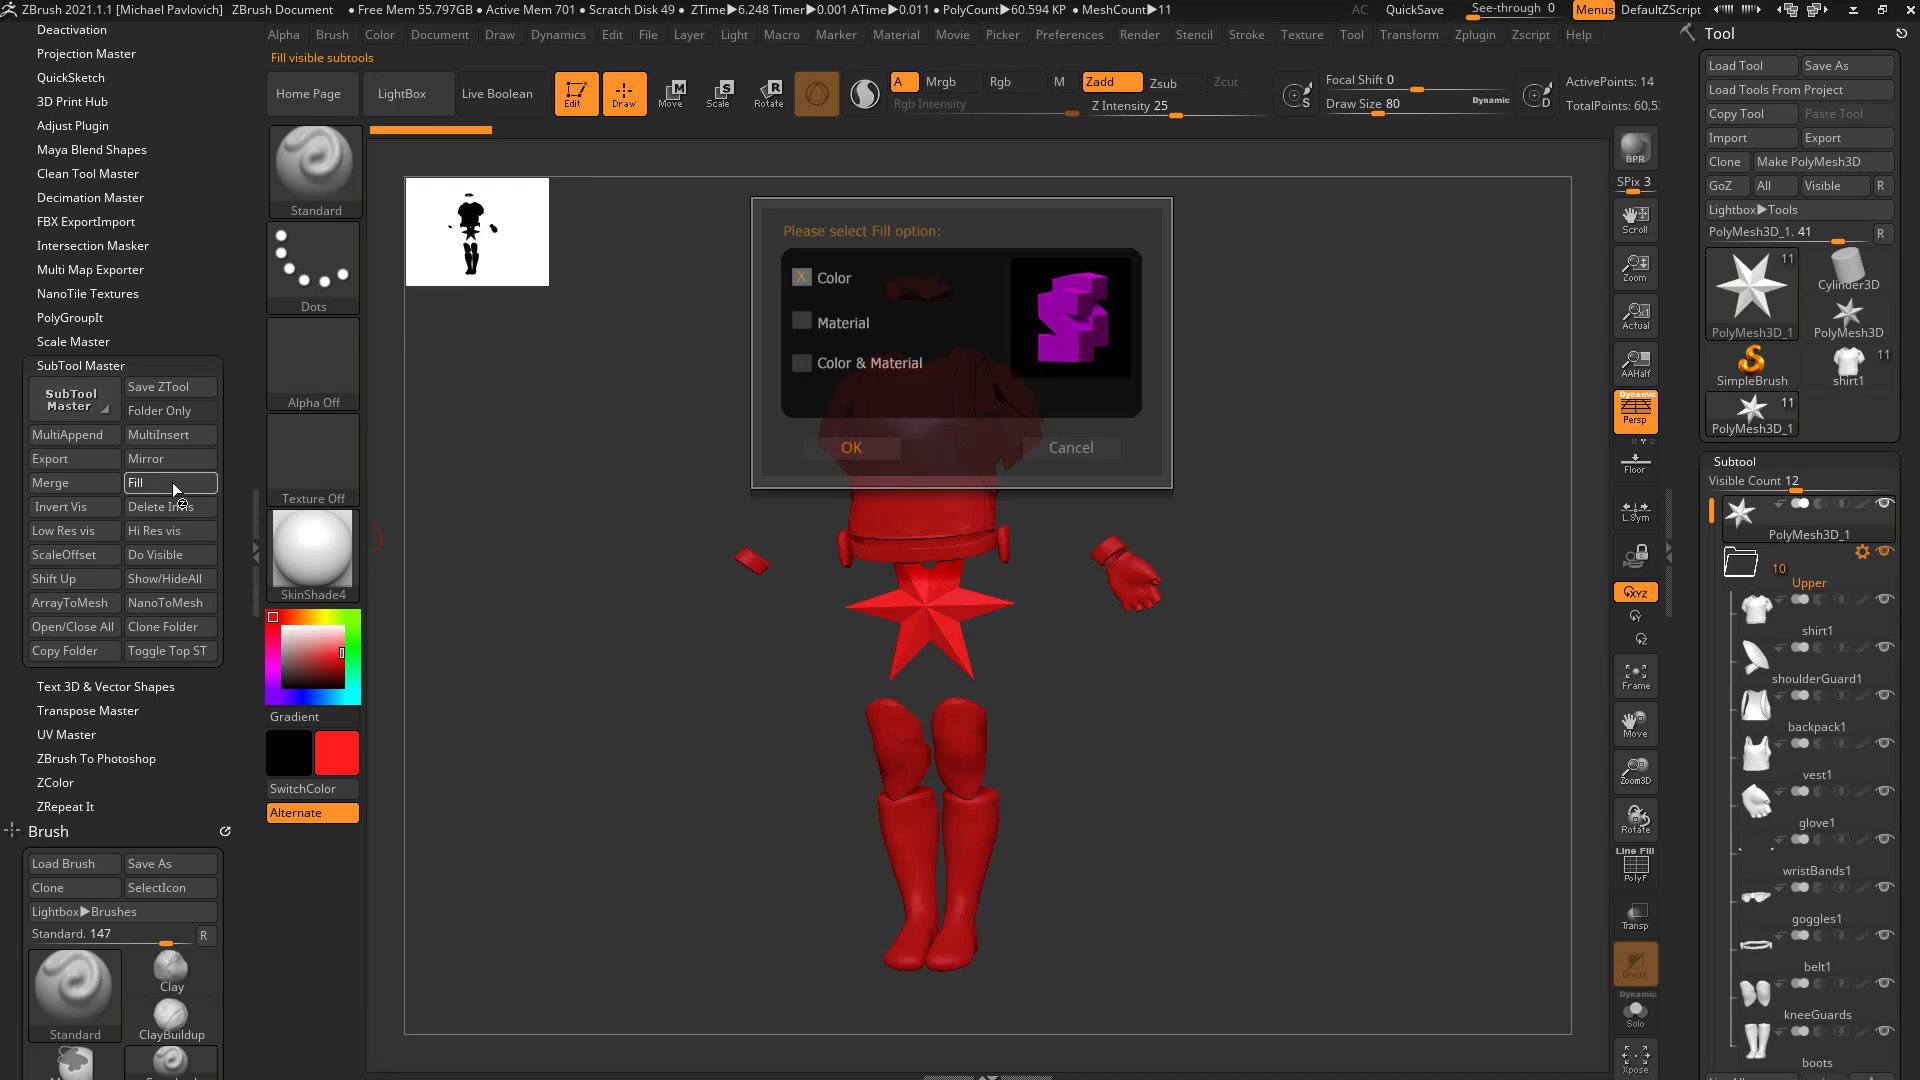 ZBrush 2021.1.1 [Michael Pavlovich] ZBrush Document • Free Mem 55.797GB • Active Mem 701 • Scratch Disk 49 • ZTime▶6.248 Timer▶0.001 ATime▶0.011 • PolyCount▶60.594 KP • MeshCount▶11 AC QuickSave See-through 0 Menus DefaultZScript
Alpha Brush Color Document Draw Dynamics Edit File Layer Light Macro Marker Material Movie Picker Preferences Render Stencil Stroke Texture Tool Transform Zplugin Zscript Help
Fill visible subtools
Home Page LightBox Live Boolean Edit Draw Move Scale Rotate A Mrgb Rgb M Zadd Zsub Zcut
Rgb Intensity Z Intensity 25
Focal Shift 0
Draw Size 80 Dynamic
ActivePoints: 14
TotalPoints: 60,5
Deactivation
Projection Master
QuickSketch
3D Print Hub
Adjust Plugin
Maya Blend Shapes
Clean Tool Master
Decimation Master
FBX ExportImport
Intersection Masker
Multi Map Exporter
NanoTile Textures
PolyGroupIt
Scale Master
SubTool Master
SubTool Master Save ZTool
Folder Only
MultiAppend MultiInsert
Export Mirror
Merge Fill
Invert Vis
Low Res vis Hi Res vis
ScaleOffset Do Visible
Shift Up Show/HideAll
ArrayToMesh NanoToMesh
Open/Close All Clone Folder
Copy Folder Toggle Top ST
Text 3D & Vector Shapes
Transpose Master
UV Master
ZBrush To Photoshop
ZColor
ZRepeat It
Brush
Load Brush Save As
Clone SelectIcon
Lightbox▶Brushes
Standard. 147 R
Clay
Standard ClayBuildup
Standard
Dots
Alpha Off
Texture Off
SkinShade4
Gradient
SwitchColor
Alternate
Please select Fill option:
X Color
Material
Color & Material
OK Cancel
BPR
SPix 3
Scroll
Zoom
Actual
AAHalf
Dynamic
Persp
Floor
L.Sym
XYZ
Frame
Move
Zoom3D
Rotate
Line Fill
PolyF
Transp
Ghost
Dynamic
Solo
Xpose
Tool
Load Tool Save As
Load Tools From Project
Copy Tool Paste Tool
Import Export
Clone Make PolyMesh3D
GoZ All Visible R
Lightbox▶Tools
PolyMesh3D_1. 41 R
11
PolyMesh3D_1 Cylinder3D
PolyMesh3D
SimpleBrush shirt1 11
11
PolyMesh3D_1
Subtool
Visible Count 12
PolyMesh3D_1
10
Upper
shirt1
shoulderGuard1
backpack1
vest1
glove1
wristBands1
goggles1
belt1
kneeGuards
boots